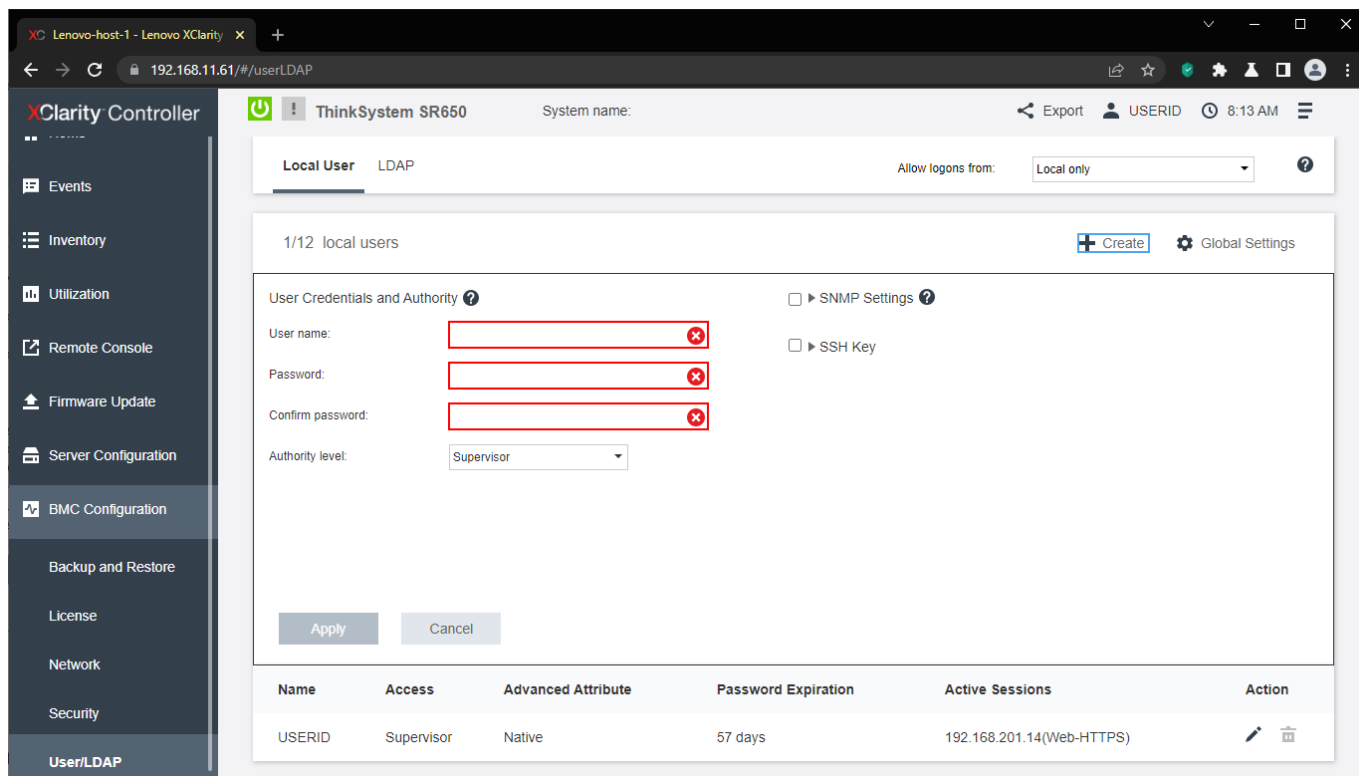 XC Lenovo-host-1 - Lenovo XClarity
192.168.11.61/#/userLDAP
XClarity Controller
ThinkSystem SR650 System name: Export USERID 8:13 AM
Local User LDAP Allow logons from: Local only
Events
Inventory
Utilization
Remote Console
Firmware Update
Server Configuration
BMC Configuration
Backup and Restore
License
Network
Security
User/LDAP
1/12 local users Create Global Settings
User Credentials and Authority SNMP Settings
User name:
SSH Key
Password:
Confirm password:
Authority level: Supervisor
Apply Cancel
Name Access Advanced Attribute Password Expiration Active Sessions Action
USERID Supervisor Native 57 days 192.168.201.14(Web-HTTPS)